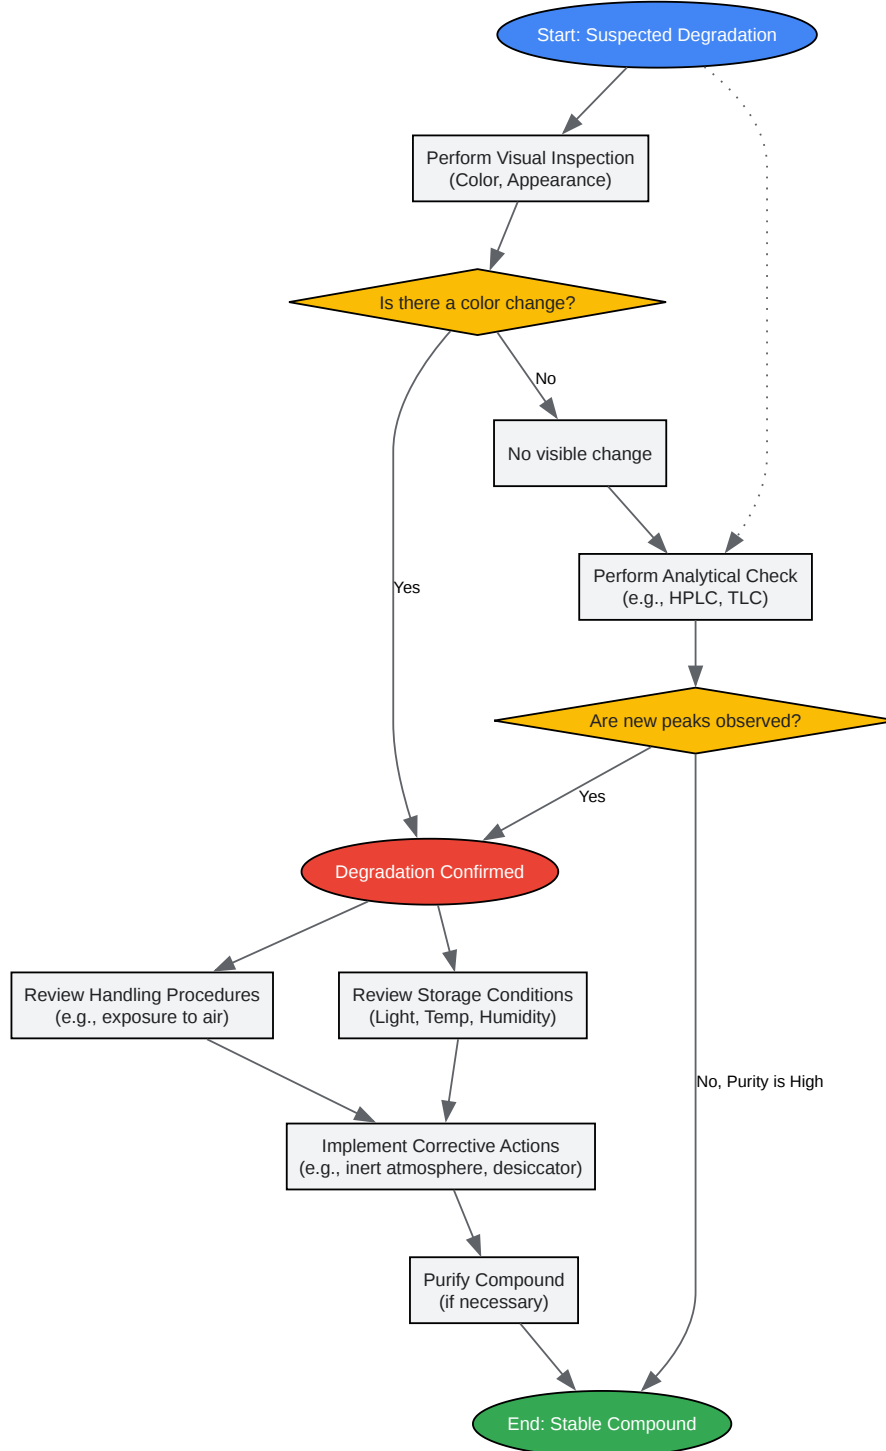 Start: Suspected Degradation
Perform Visual Inspection
(Color, Appearance)
Is there a color change?
No
No visible change
Perform Analytical Check
(e.g., HPLC, TLC)
Yes
Are new peaks observed?
Yes
Degradation Confirmed
Review Handling Procedures
(e.g., exposure to air)
Review Storage Conditions
(Light, Temp, Humidity)
No, Purity is High
Implement Corrective Actions
(e.g., inert atmosphere, desiccator)
Purify Compound
(if necessary)
End: Stable Compound